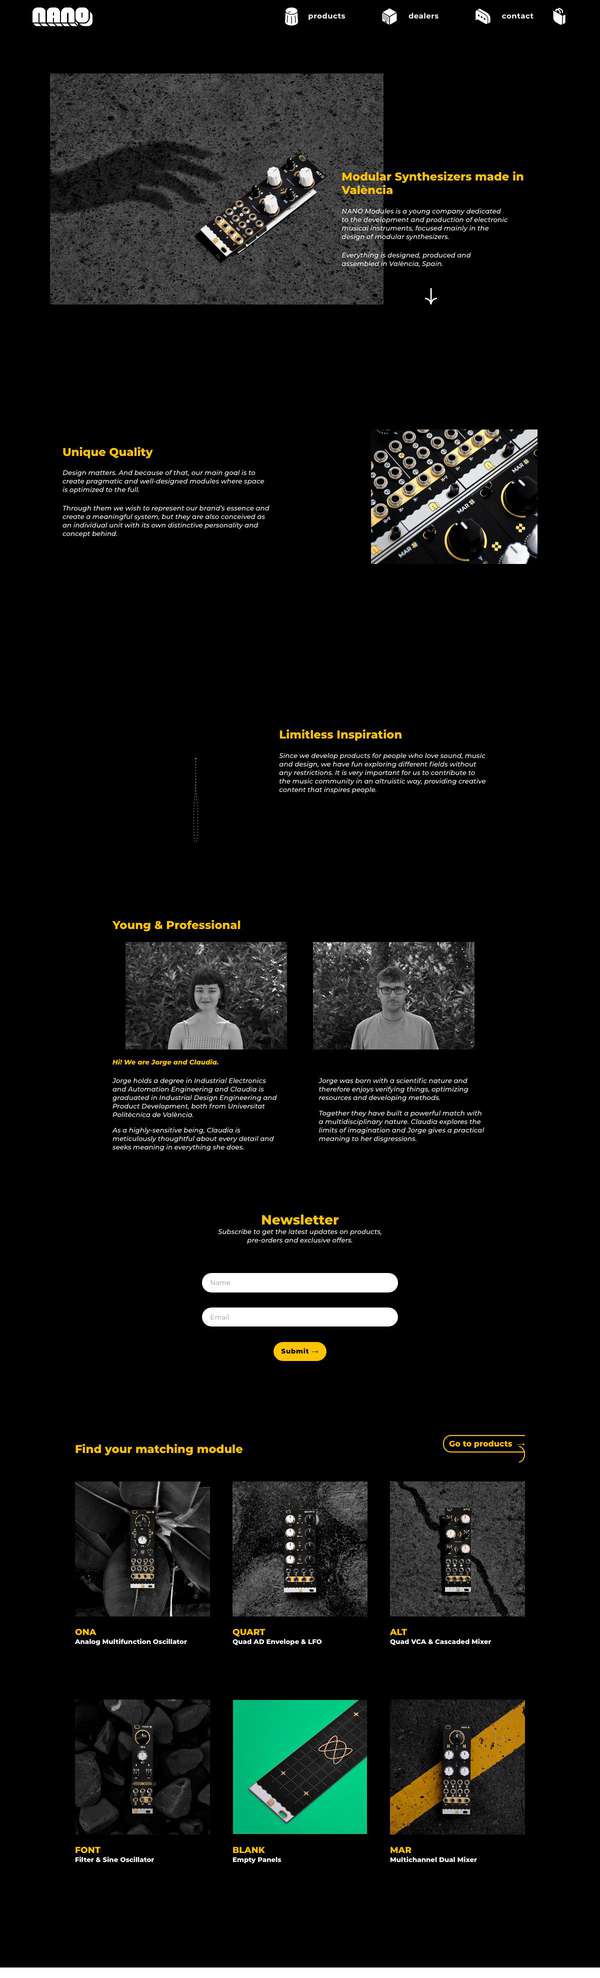 NANO
products
dealers
contact
Modular Synthesizers made in
València
NANO Modules is a young company dedicated
to the development and production of electronic
musical instruments, focused mainly in the
design of modular synthesizers.
Everything is designed, produced and
assembled in València, Spain.
Unique Quality
Design matters. And because of that, our main goal is to
create pragmatic and well-designed modules where space
is optimized to the full.
Through them we wish to represent our brand's essence and
create a meaningful system, but they are also conceived as
an individual unit with its own distinctive personality and
concept behind.
MAR
MAR
MAR
Limitless Inspiration
Since we develop products for people who love sound, music
and design, we have fun exploring different fields without
any restrictions. It is very important for us to contribute to
the music community in an altruistic way, providing creative
content that inspires people.
Young & Professional
Hi! We are Jorge and Claudia.
Jorge holds a degree in Industrial Electronics
and Automation Engineering and Claudia is
graduated in Industrial Design Engineering and
Product Development, both from Universitat
Politècnica de València.
As a highly-sensitive being, Claudia is
meticulously thoughtful about every detail and
seeks meaning in everything she does.
Jorge was born with a scientific nature and
therefore enjoys verifying things, optimizing
resources and developing methods.
Together they have built a powerful match with
a multidisciplinary nature. Claudia explores the
limits of imagination and Jorge gives a practical
meaning to her disgressions.
Newsletter
Subscribe to get the latest updates on products,
pre-orders and exclusive offers.
Name
Email
Submit →
Find your matching module
Go to products →
ONA
Analog Multifunction Oscillator
QUART
Quad AD Envelope & LFO
ALT
Quad VCA & Cascaded Mixer
FONT
Filter & Sine Oscillator
BLANK
Empty Panels
MAR
Multichannel Dual Mixer